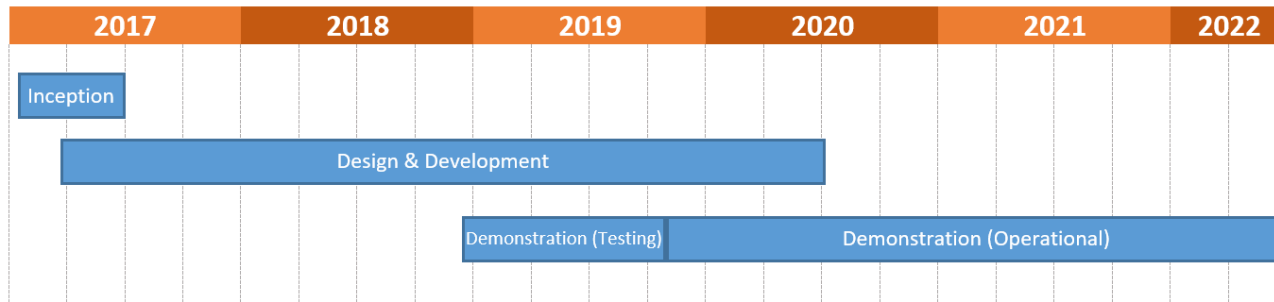 2017 2018 2019 2020 2021 2022
Inception
Design & Development
Demonstration (Testing) Demonstration (Operational)